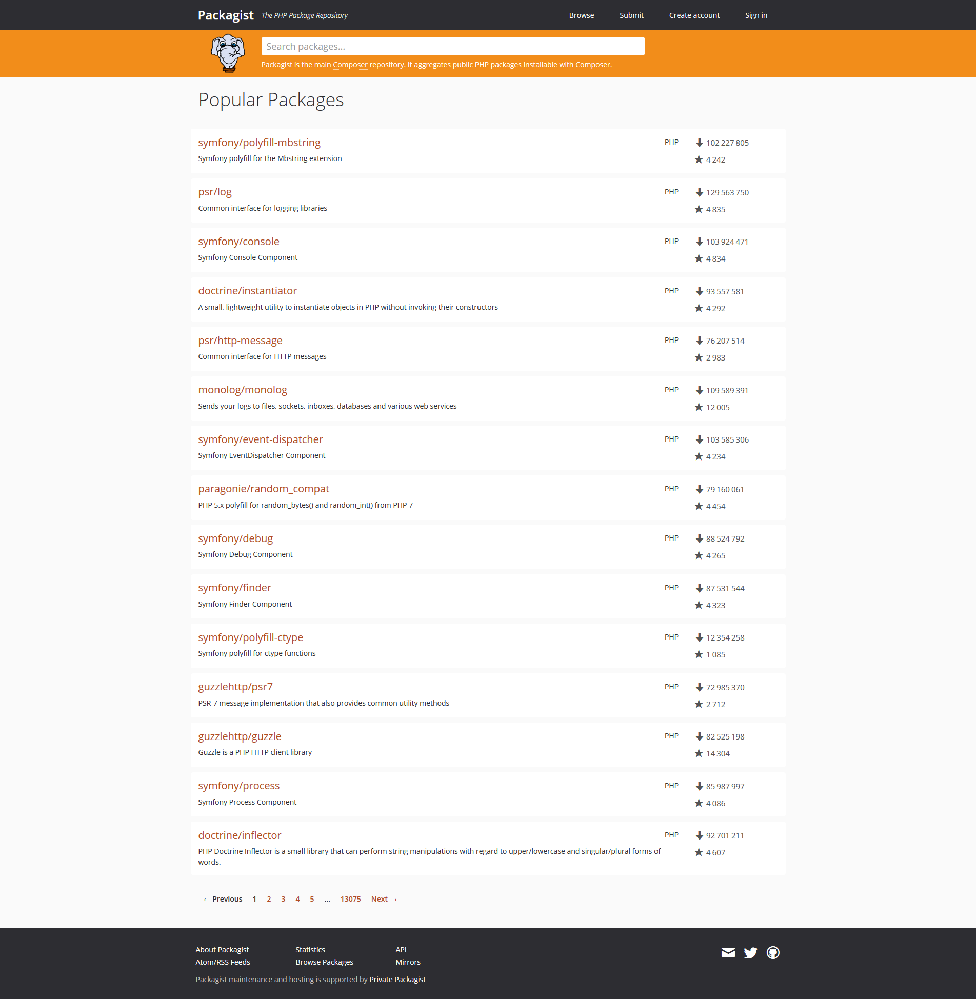 Packagist The PHP Package Repository Browse Submit Create account Sign in
Search packages...
Packagist is the main Composer repository. It aggregates public PHP packages installable with Composer.
Popular Packages
symfony/polyfill-mbstring PHP 102 227 805
Symfony polyfill for the Mbstring extension 4 242
psr/log PHP 129 563 750
Common interface for logging libraries 4 835
symfony/console PHP 103 924 471
Symfony Console Component 4 834
doctrine/instantiator PHP 93 557 581
A small, lightweight utility to instantiate objects in PHP without invoking their constructors 4 292
psr/http-message PHP 76 207 514
Common interface for HTTP messages 2 983
monolog/monolog PHP 109 589 391
Sends your logs to files, sockets, inboxes, databases and various web services 12 005
symfony/event-dispatcher PHP 103 585 306
Symfony EventDispatcher Component 4 234
paragonie/random_compat PHP 79 160 061
PHP 5.x polyfill for random_bytes() and random_int() from PHP 7 4 454
symfony/debug PHP 88 524 792
Symfony Debug Component 4 265
symfony/finder PHP 87 531 544
Symfony Finder Component 4 323
symfony/polyfill-ctype PHP 12 354 258
Symfony polyfill for ctype functions 1 085
guzzlehttp/psr7 PHP 72 985 370
PSR-7 message implementation that also provides common utility methods 2 712
guzzlehttp/guzzle PHP 82 525 198
Guzzle is a PHP HTTP client library 14 304
symfony/process PHP 85 987 997
Symfony Process Component 4 086
doctrine/inflector PHP 92 701 211
PHP Doctrine Inflector is a small library that can perform string manipulations with regard to upper/lowercase and singular/plural forms of 4 607
words.
← Previous 1 2 3 4 5 ... 13075 Next →
About Packagist Statistics API
Atom/RSS Feeds Browse Packages Mirrors
Packagist maintenance and hosting is supported by Private Packagist